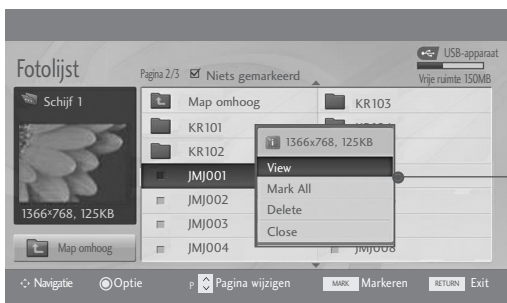 USB-apparaat
Fotolijst
Pagina 2/3 Niets gemarkeerd
Vrije ruimte 150MB
Schijf 1
1366x768, 125KB
Map omhoog
Map omhoog
KR101
KR102
JMJ001
JMJ002
JMJ003
JMJ004
KR103
1366x768, 125KB
View
Mark All
Delete
Close
JMJ008
Navigatie
Optie
P Pagina wijzigen
MARK Markeren
RETURN Exit